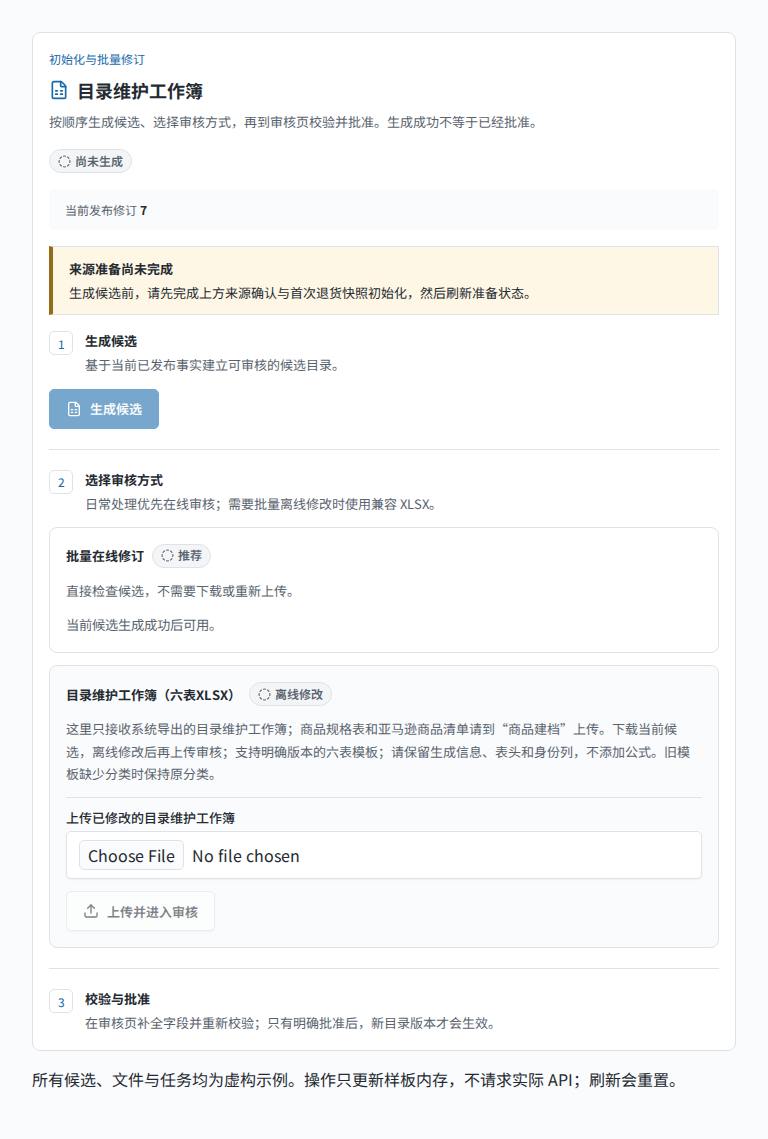 初始化与批量修订
目录维护工作簿
按顺序生成候选、选择审核方式，再到审核页校验并批准。生成成功不等于已经批准。
尚未生成
当前发布修订 7
来源准备尚未完成
生成候选前，请先完成上方来源确认与首次退货快照初始化，然后刷新准备状态。
1 生成候选
基于当前已发布事实建立可审核的候选目录。
生成候选
2 选择审核方式
日常处理优先在线审核；需要批量离线修改时使用兼容 XLSX。
批量在线修订 推荐
直接检查候选，不需要下载或重新上传。
当前候选生成成功后可用。
目录维护工作簿（六表XLSX） 离线修改
这里只接收系统导出的目录维护工作簿；商品规格表和亚马逊商品清单请到“商品建档”上传。下载当前候
选，离线修改后再上传审核；支持明确版本的六表模板；请保留生成信息、表头和身份列，不添加公式。旧模
板缺少分类时保持原分类。
上传已修改的目录维护工作簿
Choose File No file chosen
上传并进入审核
3 校验与批准
在审核页补全字段并重新校验；只有明确批准后，新目录版本才会生效。
所有候选、文件与任务均为虚构示例。操作只更新样板内存，不请求实际 API；刷新会重置。